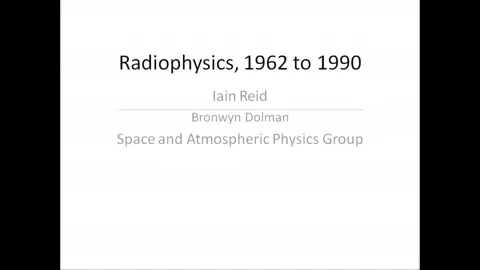 Radiophysics, 1962 to 1990
Iain Reid
Bronwyn Dolman
Space and Atmospheric Physics Group